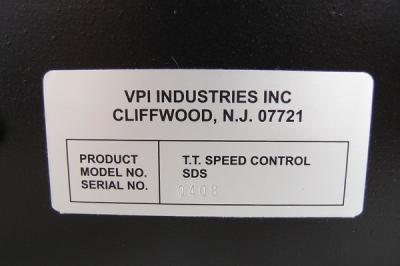 VPI INDUSTRIES INC
CLIFFWOOD, N.J. 07721
PRODUCT T.T. SPEED CONTROL
MODEL NO. SDS
SERIAL NO. 0408